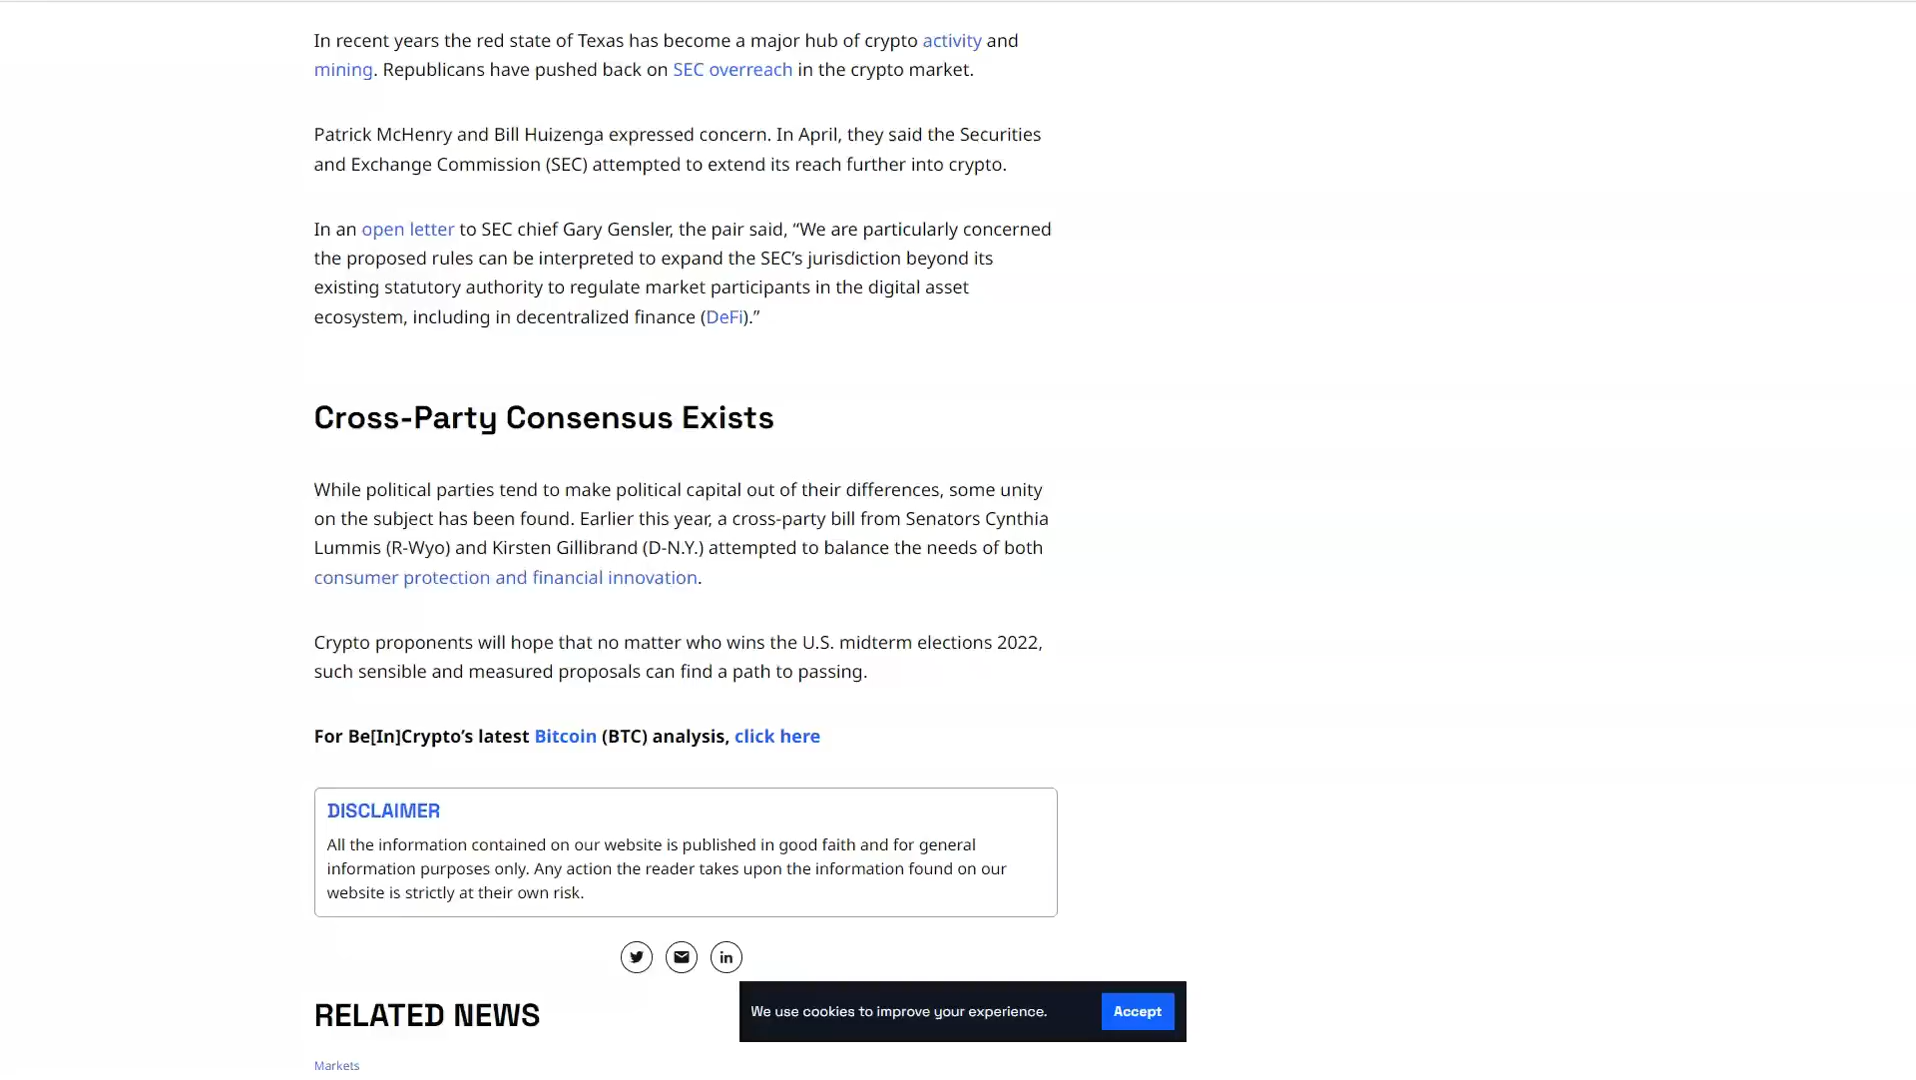 In recent years the red state of Texas has become a major hub of crypto activity and
mining. Republicans have pushed back on SEC overreach in the crypto market.
Patrick McHenry and Bill Huizenga expressed concern. In April, they said the Securities
and Exchange Commission (SEC) attempted to extend its reach further into crypto.
In an open letter to SEC chief Gary Gensler, the pair said, “We are particularly concerned
the proposed rules can be interpreted to expand the SEC’s jurisdiction beyond its
existing statutory authority to regulate market participants in the digital asset
ecosystem, including in decentralized finance (DeFi).”
Cross-Party Consensus Exists
While political parties tend to make political capital out of their differences, some unity
on the subject has been found. Earlier this year, a cross-party bill from Senators Cynthia
Lummis (R-Wyo) and Kirsten Gillibrand (D-N.Y.) attempted to balance the needs of both
consumer protection and financial innovation.
Crypto proponents will hope that no matter who wins the U.S. midterm elections 2022,
such sensible and measured proposals can find a path to passing.
For Be[In]Crypto’s latest Bitcoin (BTC) analysis, click here
DISCLAIMER
All the information contained on our website is published in good faith and for general
information purposes only. Any action the reader takes upon the information found on our
website is strictly at their own risk.
in
RELATED NEWS
We use cookies to improve your experience.
Accept
Markets